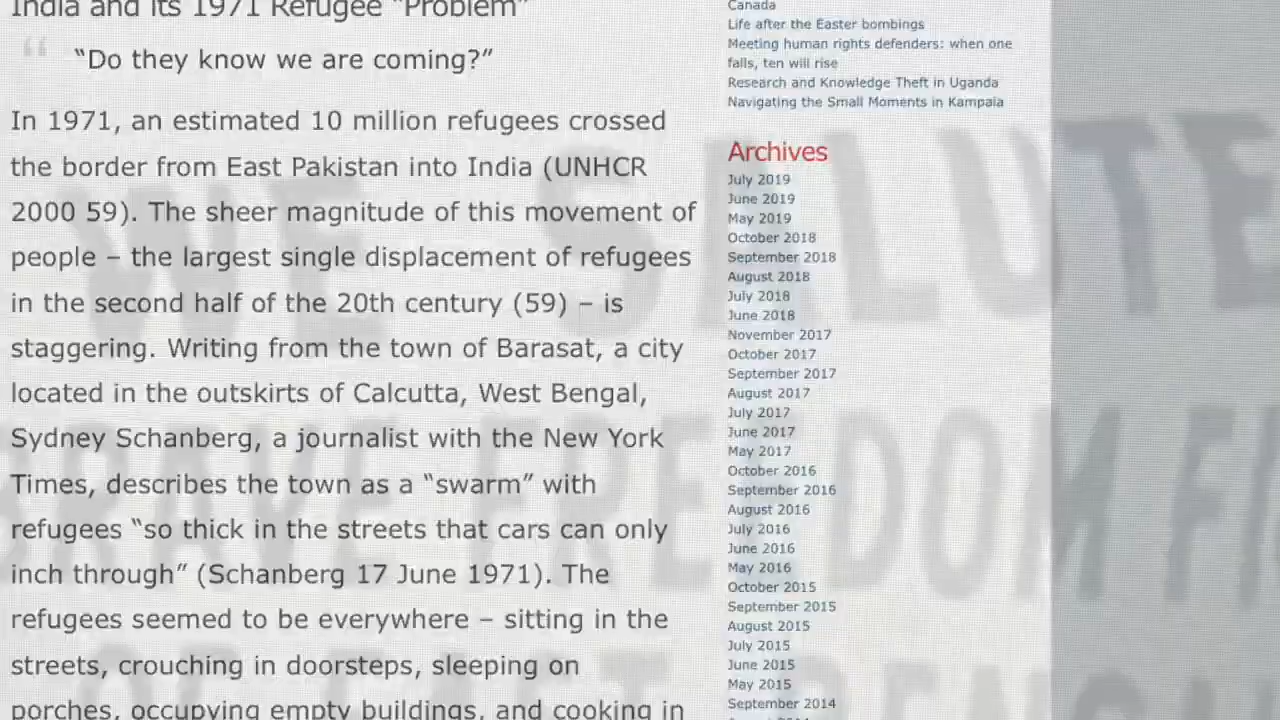 India and its 1971 Refugee “Problem”
“Do they know we are coming?”
In 1971, an estimated 10 million refugees crossed
the border from East Pakistan into India (UNHCR
2000 59). The sheer magnitude of this movement of
people – the largest single displacement of refugees
in the second half of the 20th century (59) – is
staggering. Writing from the town of Barasat, a city
located in the outskirts of Calcutta, West Bengal,
Sydney Schanberg, a journalist with the New York
Times, describes the town as a “swarm” with
refugees “so thick in the streets that cars can only
inch through” (Schanberg 17 June 1971). The
refugees seemed to be everywhere – sitting in the
streets, crouching in doorsteps, sleeping on
porches, occupying empty buildings, and cooking in
Canada
Life after the Easter bombings
Meeting human rights defenders: when one
falls, ten will rise
Research and Knowledge Theft in Uganda
Navigating the Small Moments in Kampala
Archives
July 2019
June 2019
May 2019
October 2018
September 2018
August 2018
July 2018
June 2018
November 2017
October 2017
September 2017
August 2017
July 2017
June 2017
May 2017
October 2016
September 2016
August 2016
July 2016
June 2016
May 2016
October 2015
September 2015
August 2015
July 2015
June 2015
May 2015
September 2014
WE SALUTE
BRAVE FREEDOM FI
OF EAST BENG